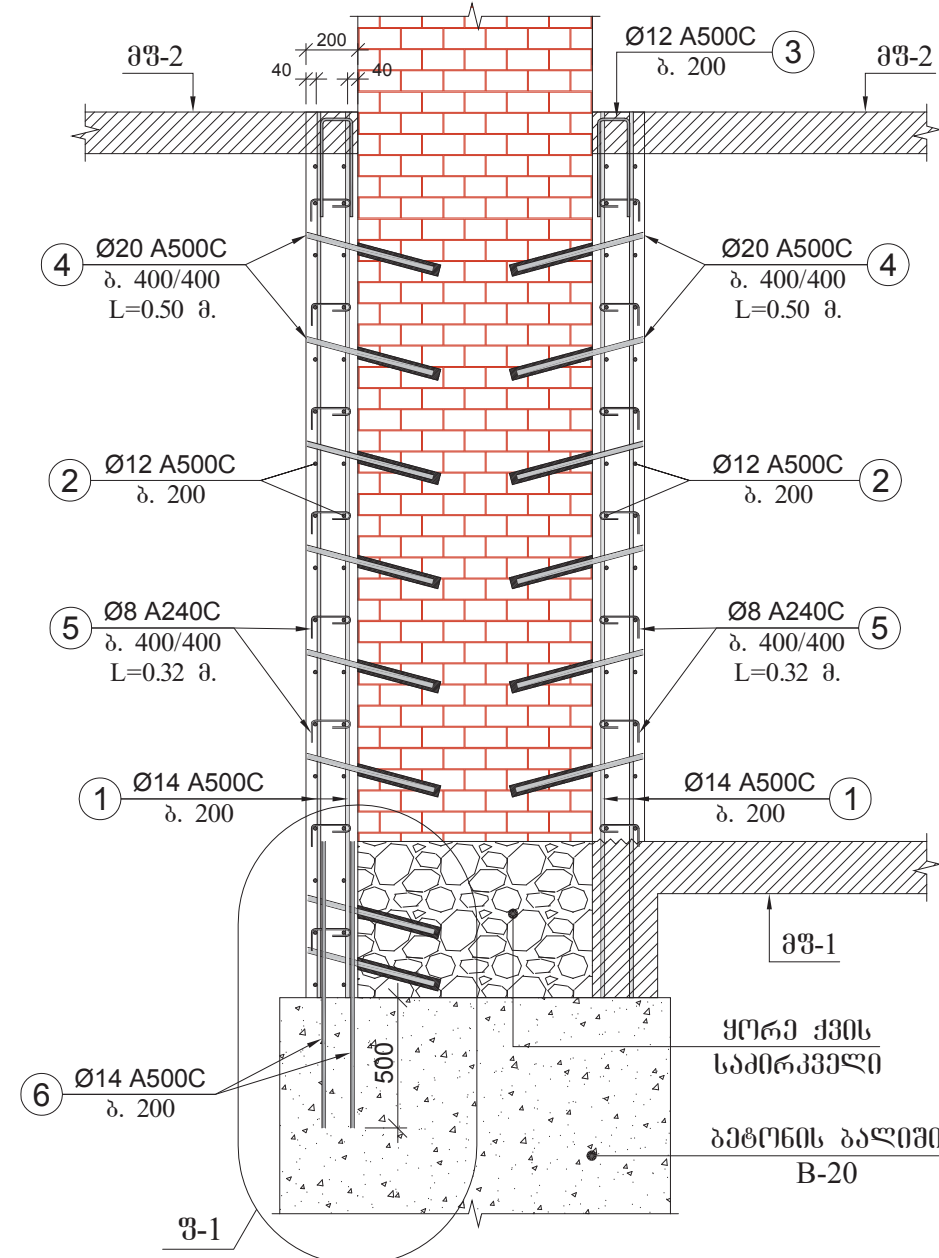 200
40
40
მშ-2
Ø12 A500C
ბ. 200
3
მშ-2
4
Ø20 A500C
ბ. 400/400
L=0.50 მ.
Ø20 A500C
ბ. 400/400
L=0.50 მ.
4
2
Ø12 A500C
ბ. 200
Ø12 A500C
ბ. 200
2
5
Ø8 A240C
ბ. 400/400
L=0.32 მ.
Ø8 A240C
ბ. 400/400
L=0.32 მ.
5
1
Ø14 A500C
ბ. 200
Ø14 A500C
ბ. 200
1
მშ-1
ყორე ქვის
საძირკველი
500
6
Ø14 A500C
ბ. 200
ბეტონის ბალიში
B-20
შ-1